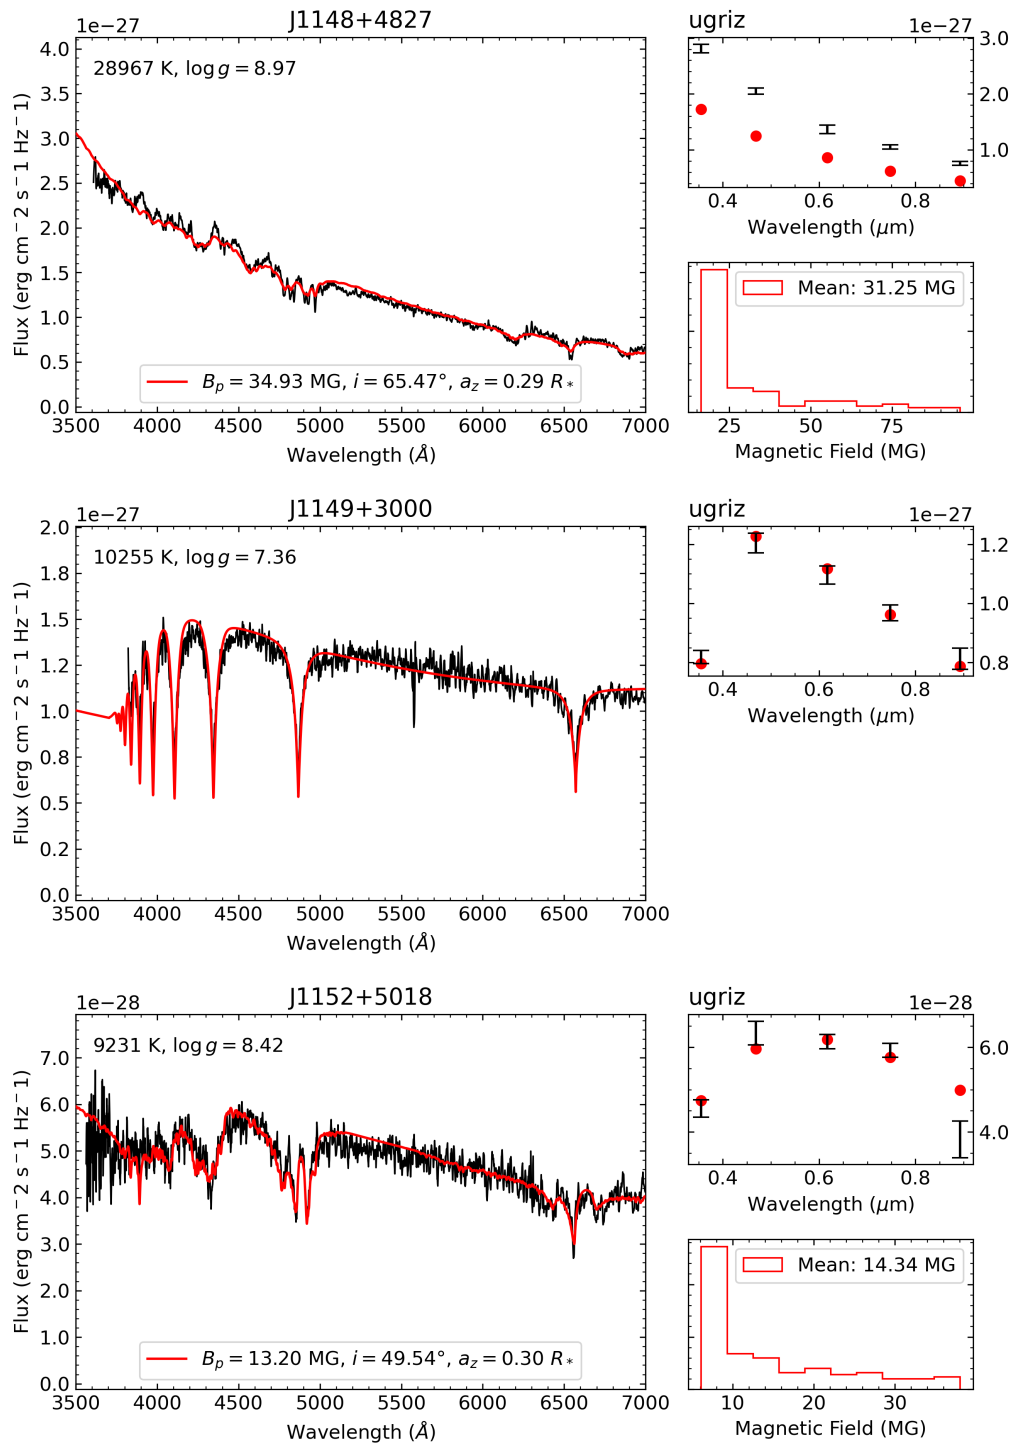 1e−27
J1148+4827
28967 K, log g = 8.97
4.0
3.5
3.0
2.5
2.0
1.5
1.0
0.5
0.0
Flux (erg cm−2 s−1 Hz−1)
B_p = 34.93 MG, i = 65.47°, a_z = 0.29 R_*
3500 4000 4500 5000 5500 6000 6500 7000
Wavelength (Å)
ugriz
1e−27
3.0
2.0
1.0
0.4 0.6 0.8
Wavelength (μm)
Mean: 31.25 MG
25 50 75
Magnetic Field (MG)
1e−27
J1149+3000
10255 K, log g = 7.36
2.0
1.8
1.5
1.2
1.0
0.8
0.5
0.2
0.0
Flux (erg cm−2 s−1 Hz−1)
3500 4000 4500 5000 5500 6000 6500 7000
Wavelength (Å)
ugriz
1e−27
1.2
1.0
0.8
0.4 0.6 0.8
Wavelength (μm)
1e−28
J1152+5018
9231 K, log g = 8.42
7.0
6.0
5.0
4.0
3.0
2.0
1.0
0.0
Flux (erg cm−2 s−1 Hz−1)
B_p = 13.20 MG, i = 49.54°, a_z = 0.30 R_*
3500 4000 4500 5000 5500 6000 6500 7000
Wavelength (Å)
ugriz
1e−28
6.0
4.0
0.4 0.6 0.8
Wavelength (μm)
Mean: 14.34 MG
10 20 30
Magnetic Field (MG)